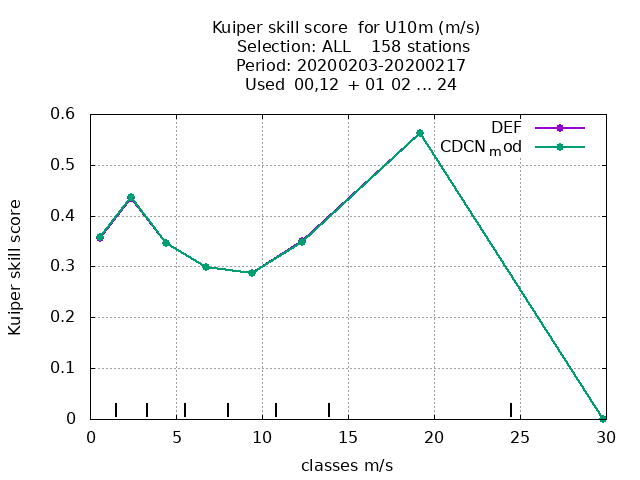 Kuiper skill score for U10m (m/s)
Selection: ALL 158 stations
Period: 20200203-20200217
Used 00,12 + 01 02 ... 24
0.6
DEF
CDCN_mod
0.5
0.4
0.3
0.2
0.1
0
Kuiper skill score
0 5 10 15 20 25 30
classes m/s